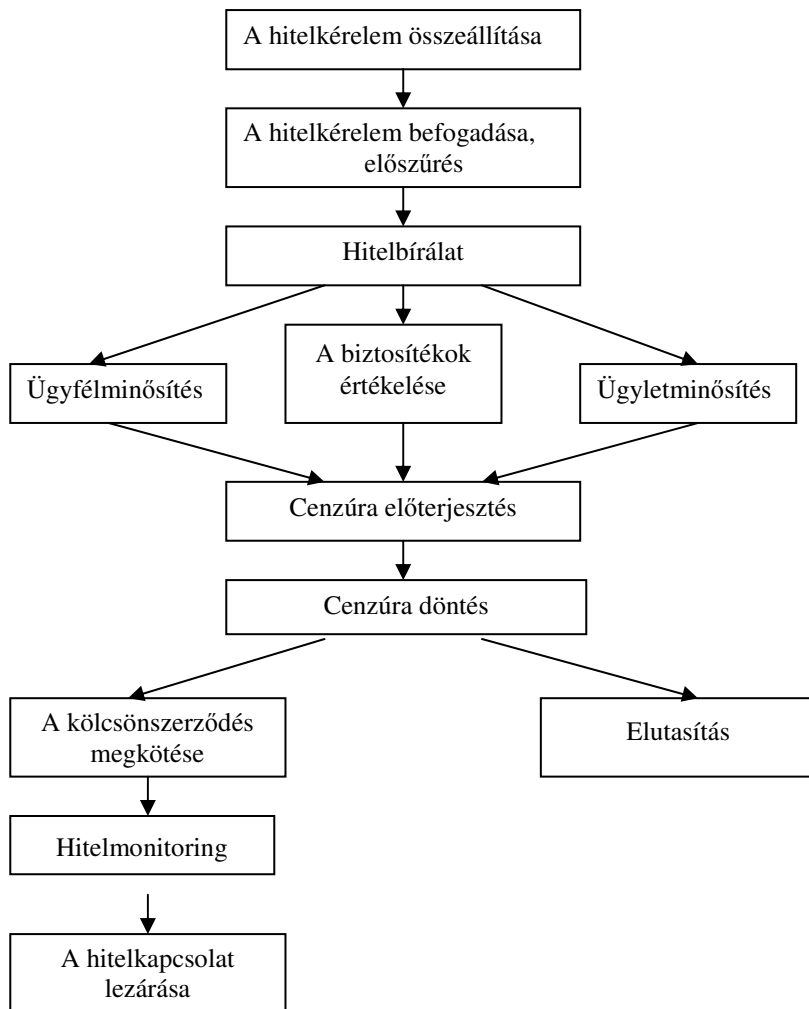 A hitelkérelem összeállítása
A hitelkérelem befogadása,
előszűrés
Hitelbírálat
Ügyfélminősítés
A biztosítékok
értékelése
Ügyletminősítés
Cenzúra előterjesztés
Cenzúra döntés
A kölcsönszerződés
megkötése
Elutasítás
Hitelmonitoring
A hitelkapcsolat
lezárása